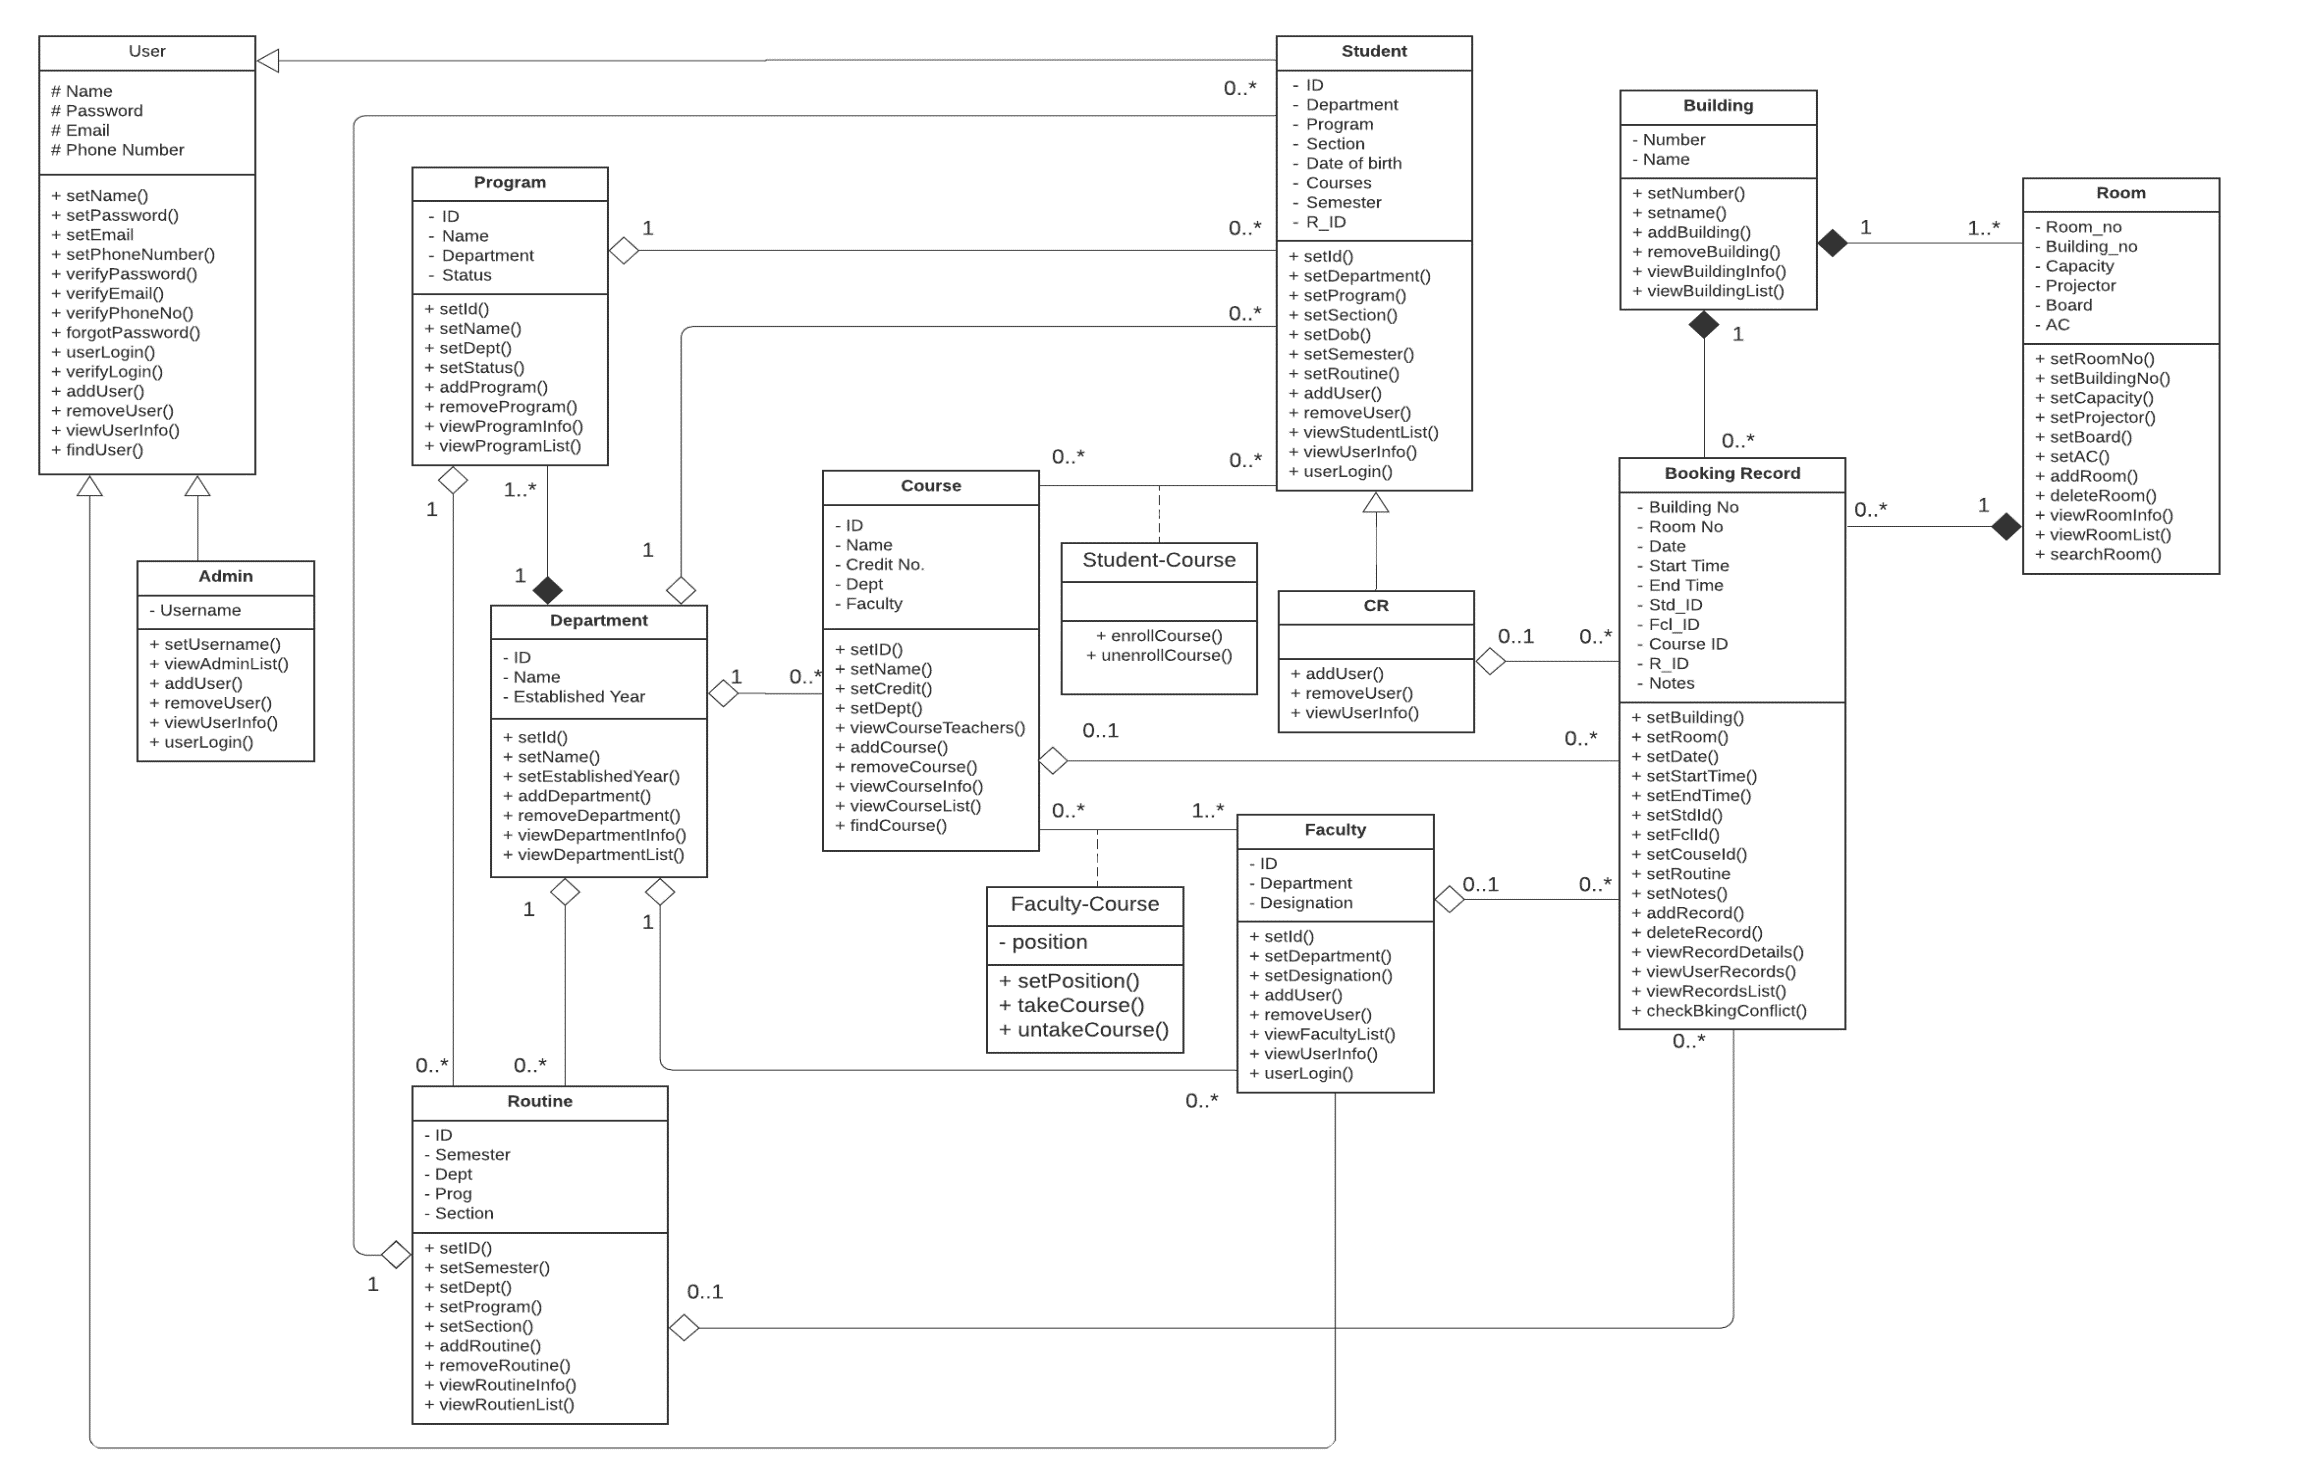 User
# Name
# Password
# Email
# Phone Number
+ setName()
+ setPassword()
+ setEmail
+ setPhoneNumber()
+ verifyPassword()
+ verifyEmail()
+ verifyPhoneNo()
+ forgotPassword()
+ userLogin()
+ verifyLogin()
+ addUser()
+ removeUser()
+ viewUserInfo()
+ findUser()
Admin
- Username
+ setUsername()
+ viewAdminList()
+ addUser()
+ removeUser()
+ viewUserInfo()
+ userLogin()
Program
- ID
- Name
- Department
- Status
+ setId()
+ setName()
+ setDept()
+ setStatus()
+ addProgram()
+ removeProgram()
+ viewProgramInfo()
+ viewProgramList()
1
0..*
1
1..*
1
Department
- ID
- Name
- Established Year
+ setId()
+ setName()
+ setEstablishedYear()
+ addDepartment()
+ removeDepartment()
+ viewDepartmentInfo()
+ viewDepartmentList()
1
0..*
1
0..*
1
1
0..*
0..*
Routine
- ID
- Semester
- Dept
- Prog
- Section
+ setID()
+ setSemester()
+ setDept()
+ setProgram()
+ setSection()
+ addRoutine()
+ removeRoutine()
+ viewRoutineInfo()
+ viewRoutienList()
1
0..1
Course
- ID
- Name
- Credit No.
- Dept
- Faculty
+ setID()
+ setName()
+ setCredit()
+ setDept()
+ viewCourseTeachers()
+ addCourse()
+ removeCourse()
+ viewCourseInfo()
+ viewCourseList()
+ findCourse()
0..*
0..*
Student-Course
+ enrollCourse()
+ unenrollCourse()
0..1
0..*
0..*
1..*
Faculty-Course
- position
+ setPosition()
+ takeCourse()
+ untakeCourse()
0..*
Student
- ID
- Department
- Program
- Section
- Date of birth
- Courses
- Semester
- R_ID
+ setId()
+ setDepartment()
+ setProgram()
+ setSection()
+ setDob()
+ setSemester()
+ setRoutine()
+ addUser()
+ removeUser()
+ viewStudentList()
+ viewUserInfo()
+ userLogin()
CR
+ addUser()
+ removeUser()
+ viewUserInfo()
0..1
0..*
Faculty
- ID
- Department
- Designation
+ setId()
+ setDepartment()
+ setDesignation()
+ addUser()
+ removeUser()
+ viewFacultyList()
+ viewUserInfo()
+ userLogin()
0..1
0..*
0..*
Building
- Number
- Name
+ setNumber()
+ setname()
+ addBuilding()
+ removeBuilding()
+ viewBuildingInfo()
+ viewBuildingList()
1
1..*
1
0..*
Booking Record
- Building No
- Room No
- Date
- Start Time
- End Time
- Std_ID
- Fcl_ID
- Course ID
- R_ID
- Notes
+ setBuilding()
+ setRoom()
+ setDate()
+ setStartTime()
+ setEndTime()
+ setStdId()
+ setFclId()
+ setCouseId()
+ setRoutine
+ setNotes()
+ addRecord()
+ deleteRecord()
+ viewRecordDetails()
+ viewUserRecords()
+ viewRecordsList()
+ checkBkingConflict()
0..*
Room
- Room_no
- Building_no
- Capacity
- Projector
- Board
- AC
+ setRoomNo()
+ setBuildingNo()
+ setCapacity()
+ setProjector()
+ setBoard()
+ setAC()
+ addRoom()
+ deleteRoom()
+ viewRoomInfo()
+ viewRoomList()
+ searchRoom()
0..*
1